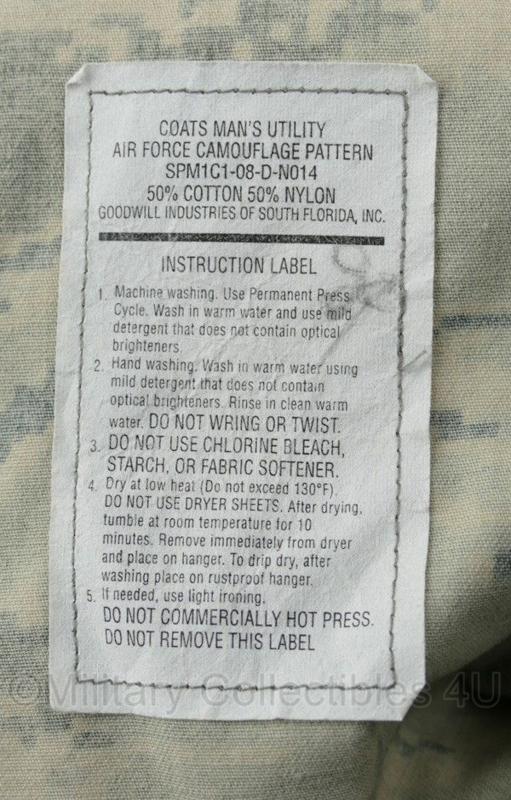 COATS MAN'S UTILITY
AIR FORCE CAMOUFLAGE PATTERN
SPM1C1-08-D-N014
50% COTTON 50% NYLON
GOODWILL INDUSTRIES OF SOUTH FLORIDA, INC.
INSTRUCTION LABEL
1. Machine washing. Use Permanent Press
Cycle. Wash in warm water and use mild
detergent that does not contain optical
brighteners.
2. Hand washing. Wash in warm water using
mild detergent that does not contain
optical brighteners. Rinse in clean warm
water. DO NOT WRING OR TWIST.
3. DO NOT USE CHLORINE BLEACH,
STARCH, OR FABRIC SOFTENER.
4. Dry at low heat (Do not exceed 130°F).
DO NOT USE DRYER SHEETS. After drying,
tumble at room temperature for 10
minutes. Remove immediately from dryer
and place on hanger. To drip dry, after
washing place on rustproof hanger.
5. If needed, use light ironing.
DO NOT COMMERCIALLY HOT PRESS.
DO NOT REMOVE THIS LABEL
©Military Collectibles 4U